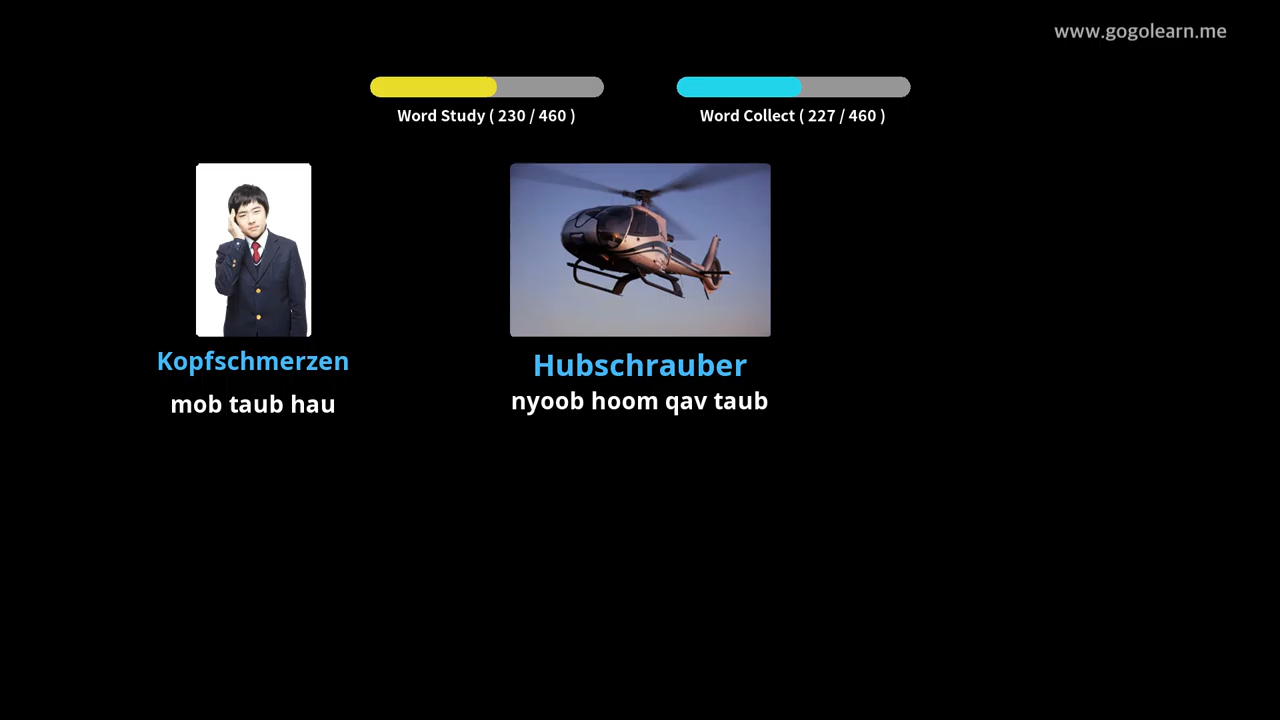 www.gogolearn.me
Word Study ( 230 / 460 )
Word Collect ( 227 / 460 )
Kopfschmerzen
mob taub hau
Hubschrauber
nyoob hoom qav taub